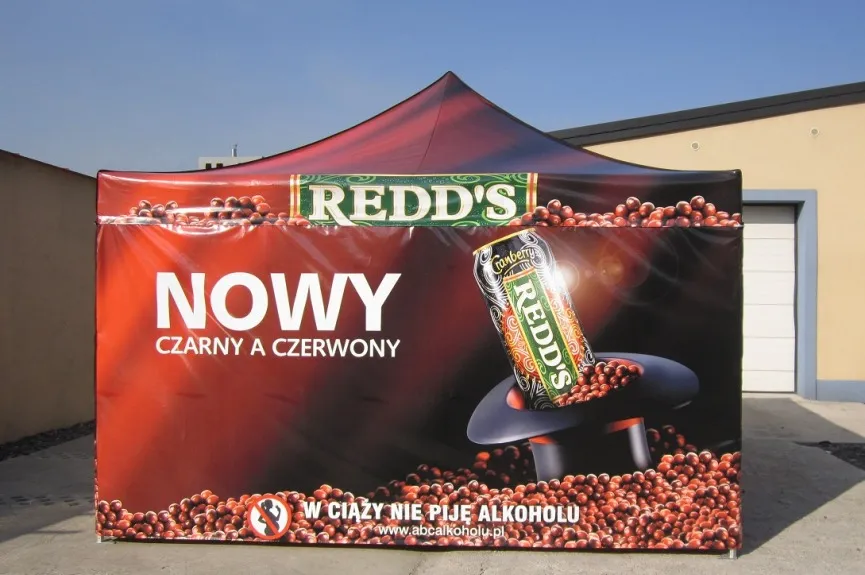 REDD'S
NOWY
CZARNY A CZERWONY
Cranberry
REDD'S
W CIĄŻY NIE PIJĘ ALKOHOLU
www.abcalkoholu.pl